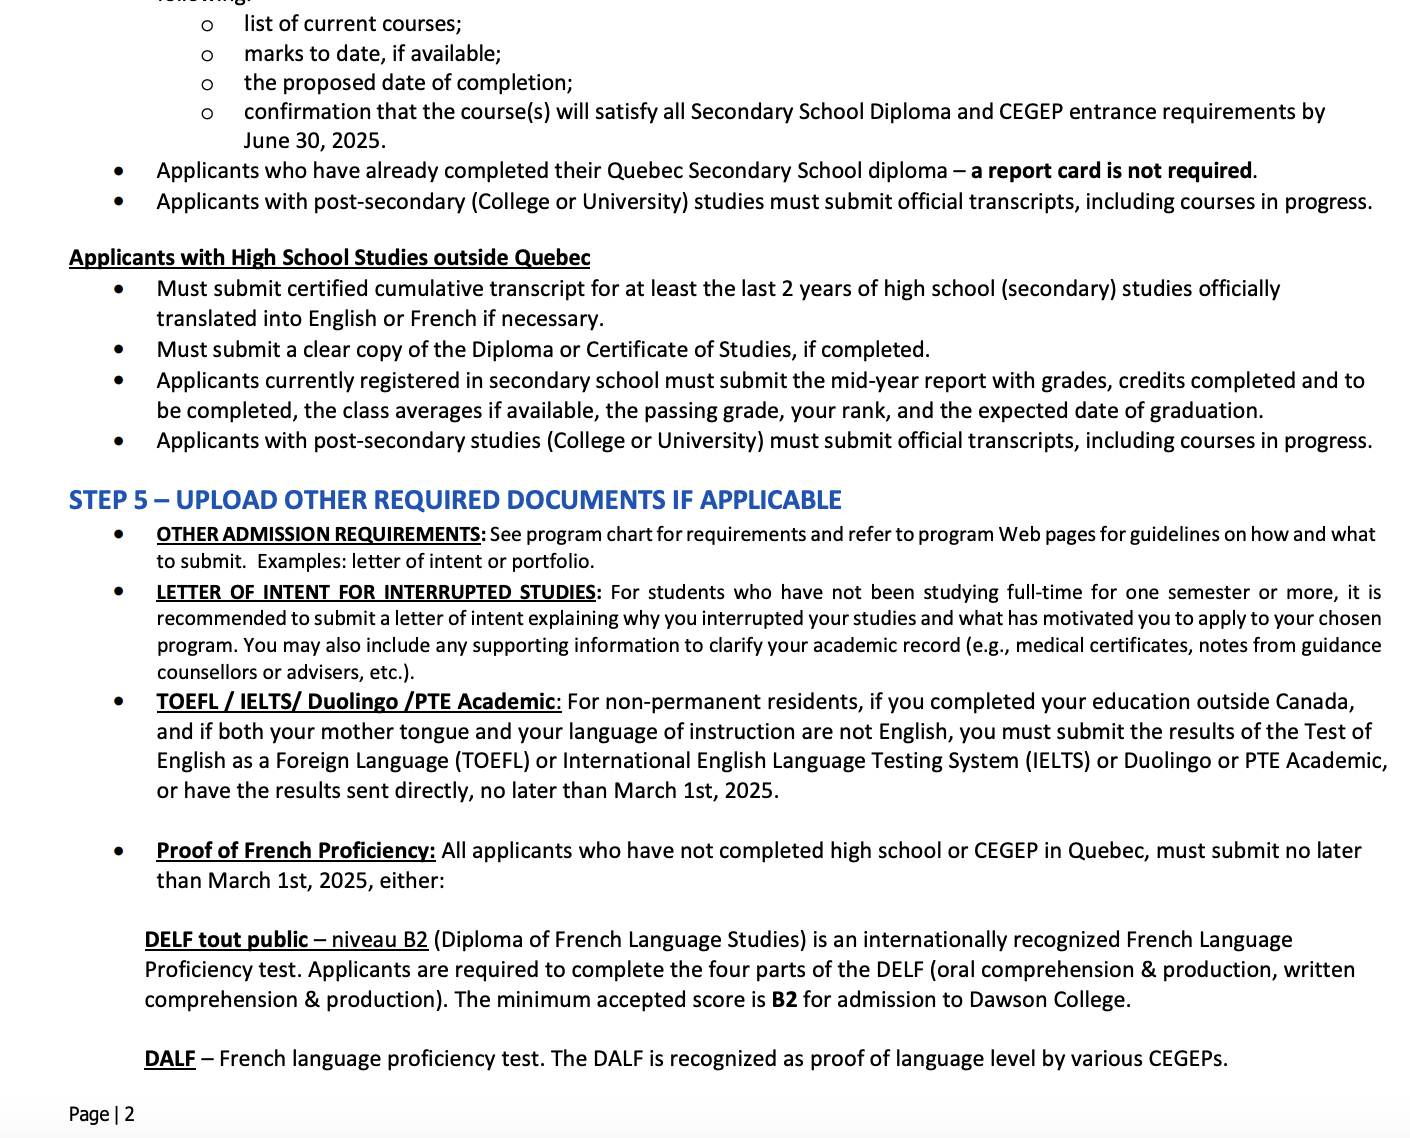 following:
o list of current courses;
o marks to date, if available;
o the proposed date of completion;
o confirmation that the course(s) will satisfy all Secondary School Diploma and CEGEP entrance requirements by
June 30, 2025.
• Applicants who have already completed their Quebec Secondary School diploma – a report card is not required.
• Applicants with post-secondary (College or University) studies must submit official transcripts, including courses in progress.
Applicants with High School Studies outside Quebec
• Must submit certified cumulative transcript for at least the last 2 years of high school (secondary) studies officially
translated into English or French if necessary.
• Must submit a clear copy of the Diploma or Certificate of Studies, if completed.
• Applicants currently registered in secondary school must submit the mid-year report with grades, credits completed and to
be completed, the class averages if available, the passing grade, your rank, and the expected date of graduation.
• Applicants with post-secondary studies (College or University) must submit official transcripts, including courses in progress.
STEP 5 – UPLOAD OTHER REQUIRED DOCUMENTS IF APPLICABLE
• OTHER ADMISSION REQUIREMENTS: See program chart for requirements and refer to program Web pages for guidelines on how and what
to submit. Examples: letter of intent or portfolio.
• LETTER OF INTENT FOR INTERRUPTED STUDIES: For students who have not been studying full-time for one semester or more, it is
recommended to submit a letter of intent explaining why you interrupted your studies and what has motivated you to apply to your chosen
program. You may also include any supporting information to clarify your academic record (e.g., medical certificates, notes from guidance
counsellors or advisers, etc.).
• TOEFL / IELTS/ Duolingo /PTE Academic: For non-permanent residents, if you completed your education outside Canada,
and if both your mother tongue and your language of instruction are not English, you must submit the results of the Test of
English as a Foreign Language (TOEFL) or International English Language Testing System (IELTS) or Duolingo or PTE Academic,
or have the results sent directly, no later than March 1st, 2025.
• Proof of French Proficiency: All applicants who have not completed high school or CEGEP in Quebec, must submit no later
than March 1st, 2025, either:
DELF tout public – niveau B2 (Diploma of French Language Studies) is an internationally recognized French Language
Proficiency test. Applicants are required to complete the four parts of the DELF (oral comprehension & production, written
comprehension & production). The minimum accepted score is B2 for admission to Dawson College.
DALF – French language proficiency test. The DALF is recognized as proof of language level by various CEGEPs.
Page | 2